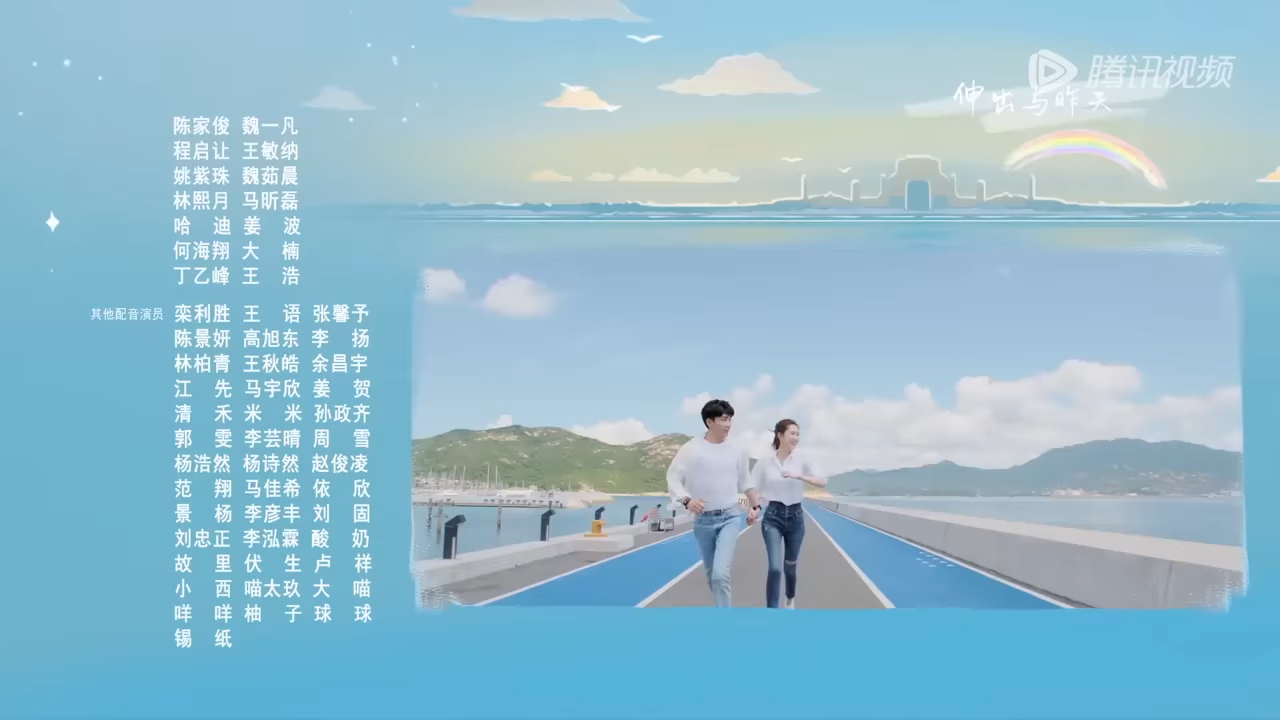 腾讯视频
伸出与昨天
陈家俊 魏一凡
程启让 王敏纳
姚紫珠 魏茹晨
林熙月 马昕磊
哈 迪 姜 波
何海翔 大 楠
丁乙峰 王 浩
其他配音演员 栾利胜 王 语 张馨予
陈景妍 高旭东 李 扬
林柏青 王秋皓 余昌宇
江 先 马宇欣 姜 贺
清 禾 米 米 孙政齐
郭 雯 李芸晴 周 雪
杨浩然 杨诗然 赵俊凌
范 翔 马佳希 依 欣
景 杨 李彦丰 刘 固
刘忠正 李泓霖 酸 奶
故 里 伏 生 卢 祥
小 西 喵太玖 大 喵
咩 咩 柚 子 球 球
锡 纸